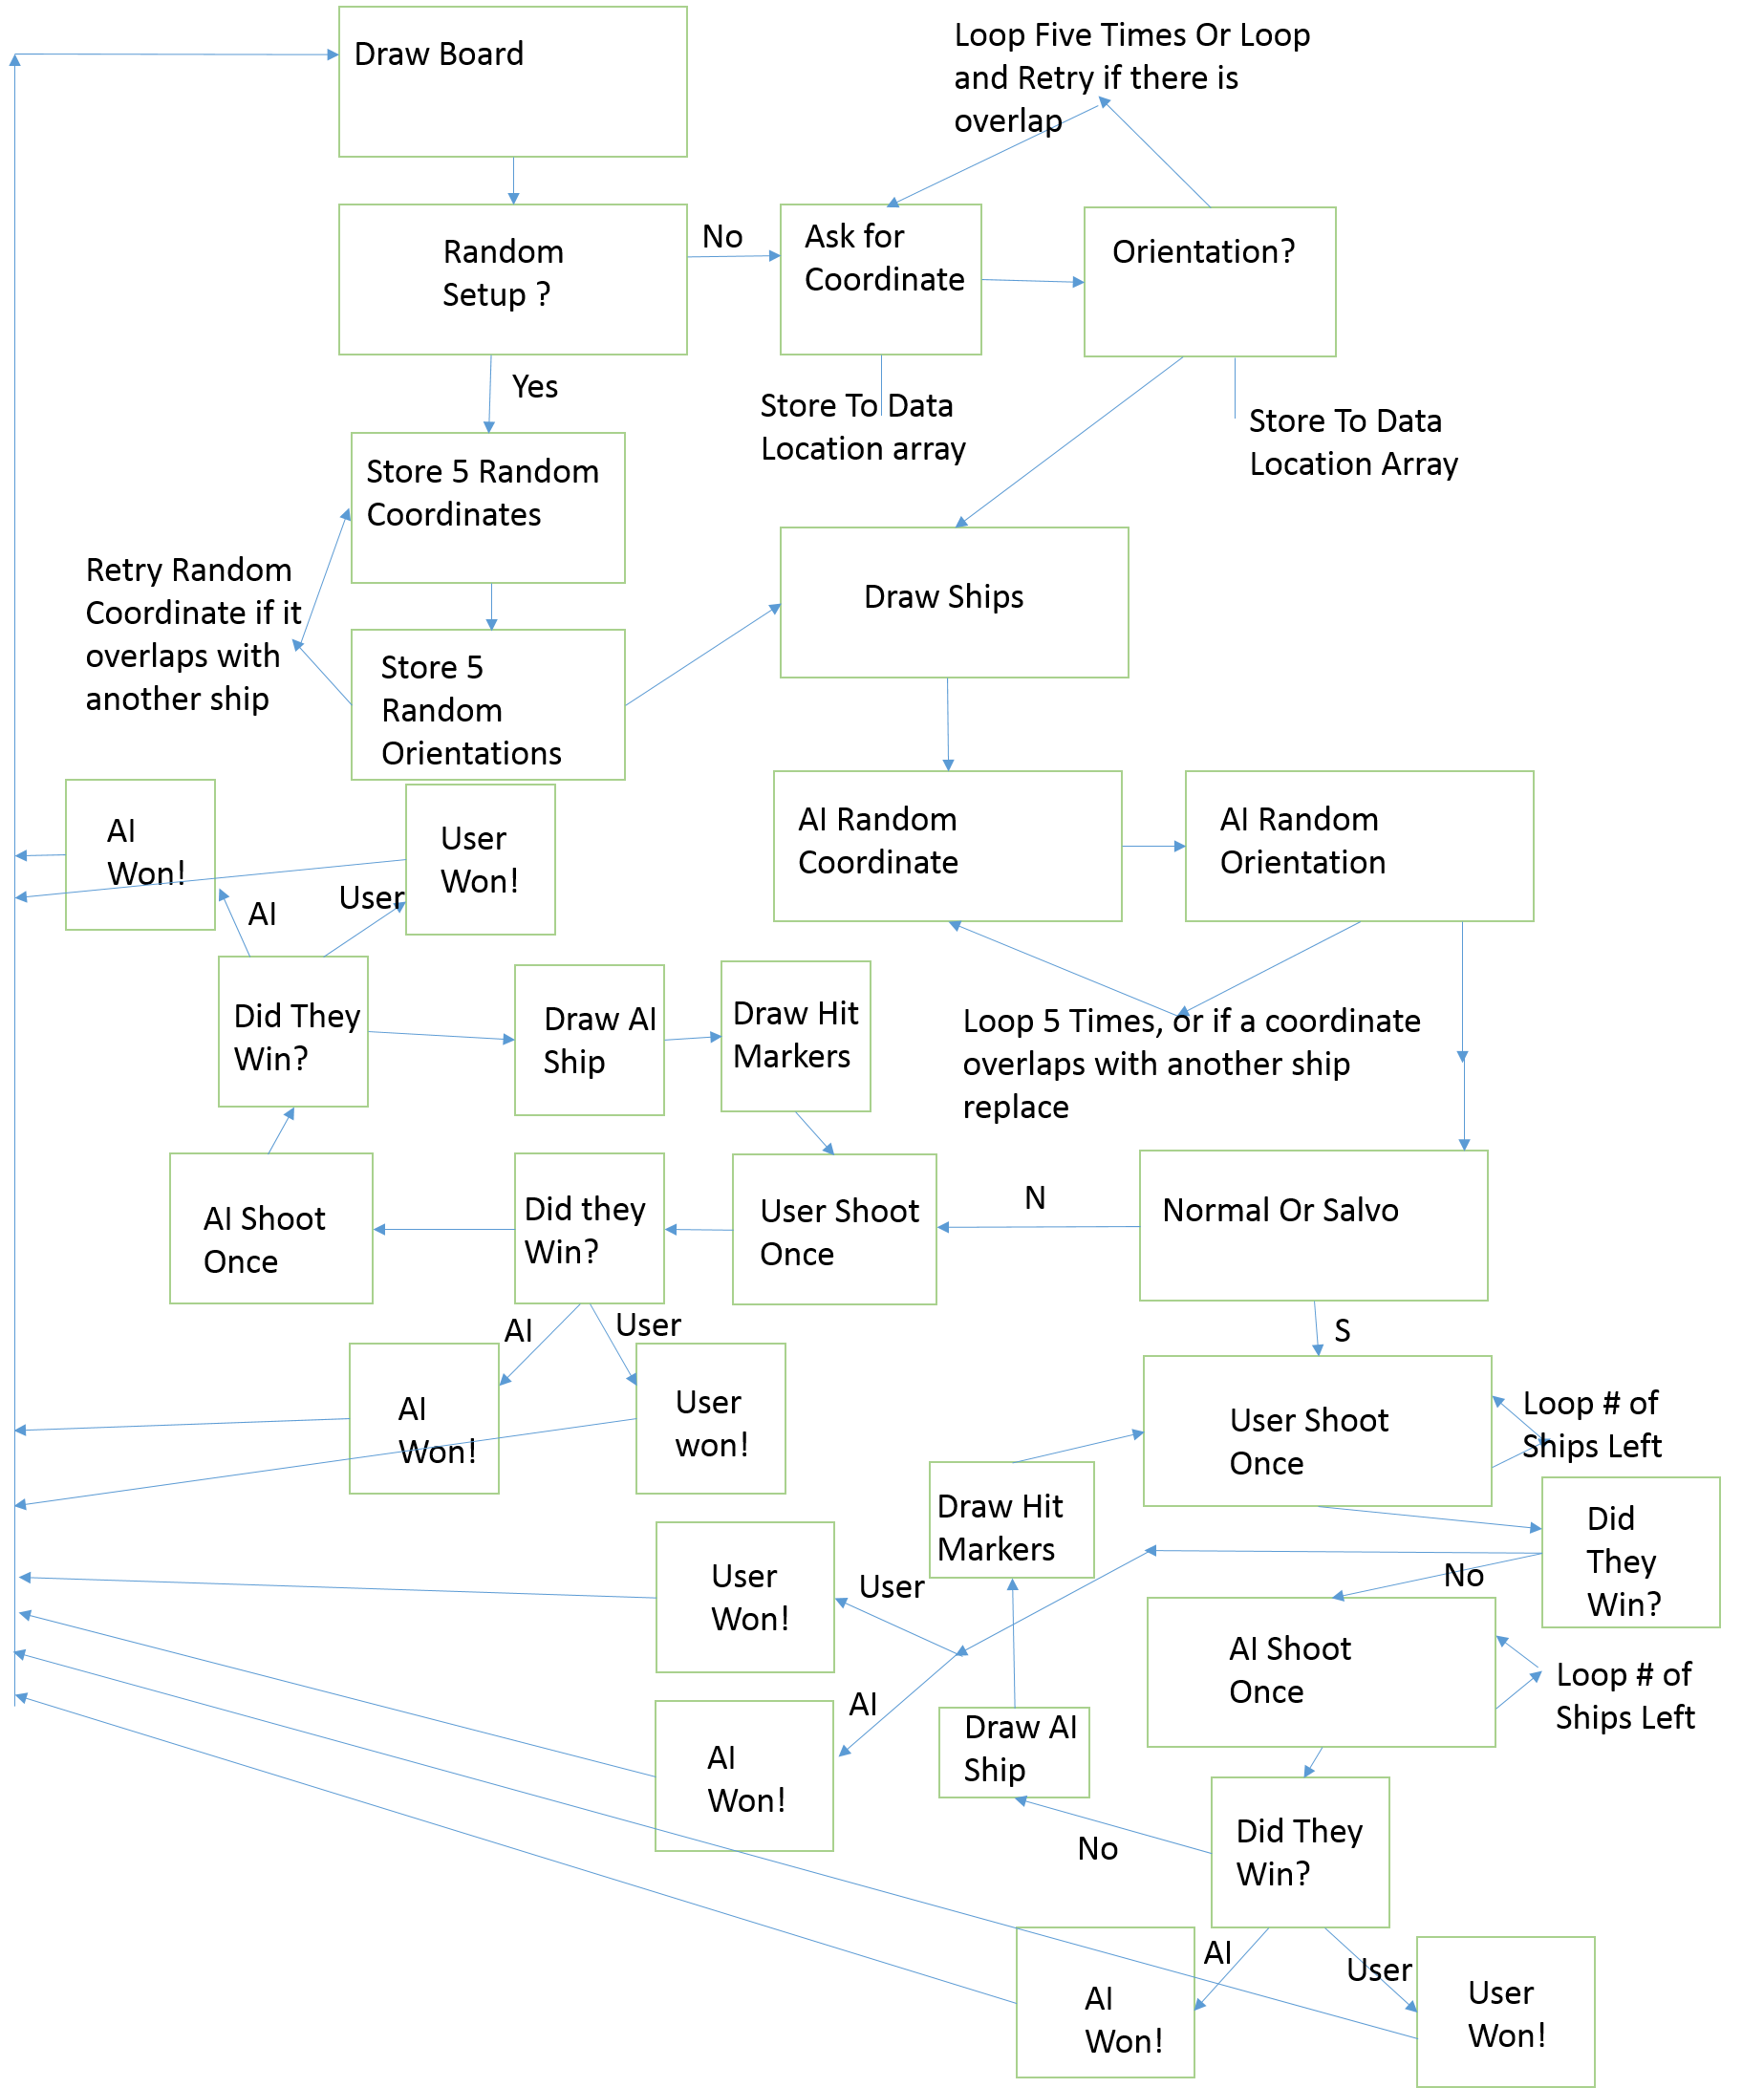 Draw Board
Loop Five Times Or Loop
and Retry if there is
overlap
Random
Setup ?
No
Ask for
Coordinate
Orientation?
Yes
Store To Data
Location array
Store To Data
Location Array
Store 5 Random
Coordinates
Retry Random
Coordinate if it
overlaps with
another ship
Draw Ships
Store 5
Random
Orientations
AI
Won!
User
Won!
AI Random
Coordinate
AI Random
Orientation
AI
User
Did They
Win?
Draw AI
Ship
Draw Hit
Markers
Loop 5 Times, or if a coordinate
overlaps with another ship
replace
AI Shoot
Once
Did they
Win?
User Shoot
Once
N
Normal Or Salvo
AI
User
S
AI
Won!
User
won!
User Shoot
Once
Loop # of
Ships Left
Draw Hit
Markers
Did
They
Win?
User
Won!
User
No
AI Shoot
Once
Loop # of
Ships Left
AI
AI
Won!
Draw AI
Ship
No
Did They
Win?
AI
User
AI
Won!
User
Won!